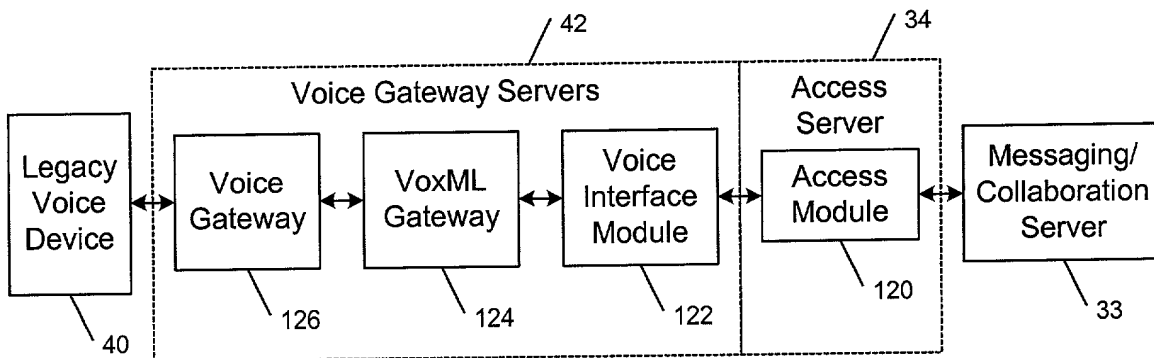 42
34
Voice Gateway Servers
Access
Server
Legacy
Voice
Device
Voice
Gateway
VoxML
Gateway
Voice
Interface
Module
Access
Module
Messaging/
Collaboration
Server
40
126
124
122
120
33